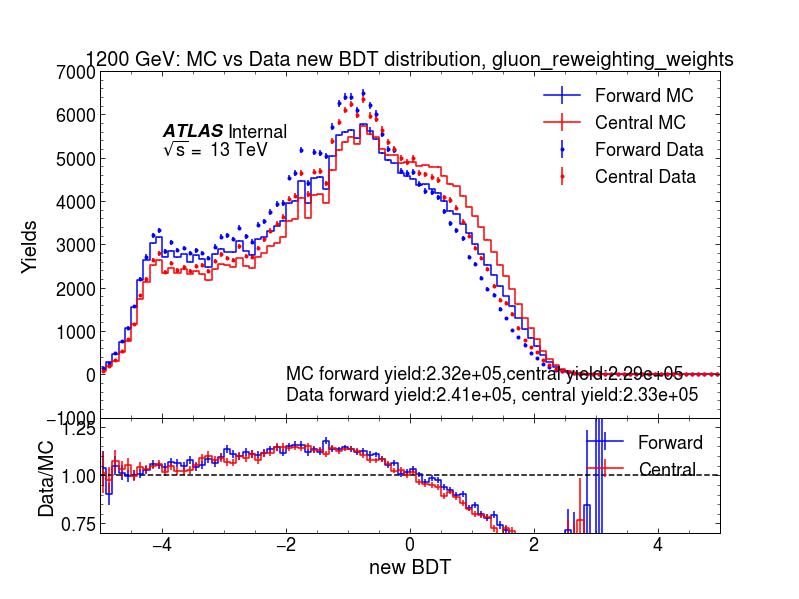 1200 GeV: MC vs Data new BDT distribution, gluon_reweighting_weights
7000
6000
5000
4000
3000
2000
1000
0
−1000
Yields
ATLAS Internal
√s = 13 TeV
Forward MC
Central MC
Forward Data
Central Data
MC forward yield:2.32e+05,central yield:2.29e+05
Data forward yield:2.41e+05, central yield:2.33e+05
1.25
1.00
0.75
Data/MC
Forward
Central
−4 −2 0 2 4
new BDT